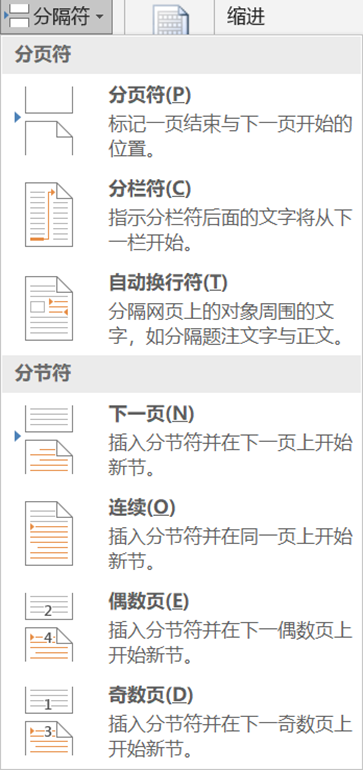 分隔符 缩进
分页符
分页符(P)
标记一页结束与下一页开始的
位置。
分栏符(C)
指示分栏符后面的文字将从下
一栏开始。
自动换行符(T)
分隔网页上的对象周围的文
字，如分隔题注文字与正文。
分节符
下一页(N)
插入分节符并在下一页上开始
新节。
连续(O)
插入分节符并在同一页上开始
新节。
2
4
偶数页(E)
插入分节符并在下一偶数页上
开始新节。
1
3
奇数页(D)
插入分节符并在下一奇数页上
开始新节。